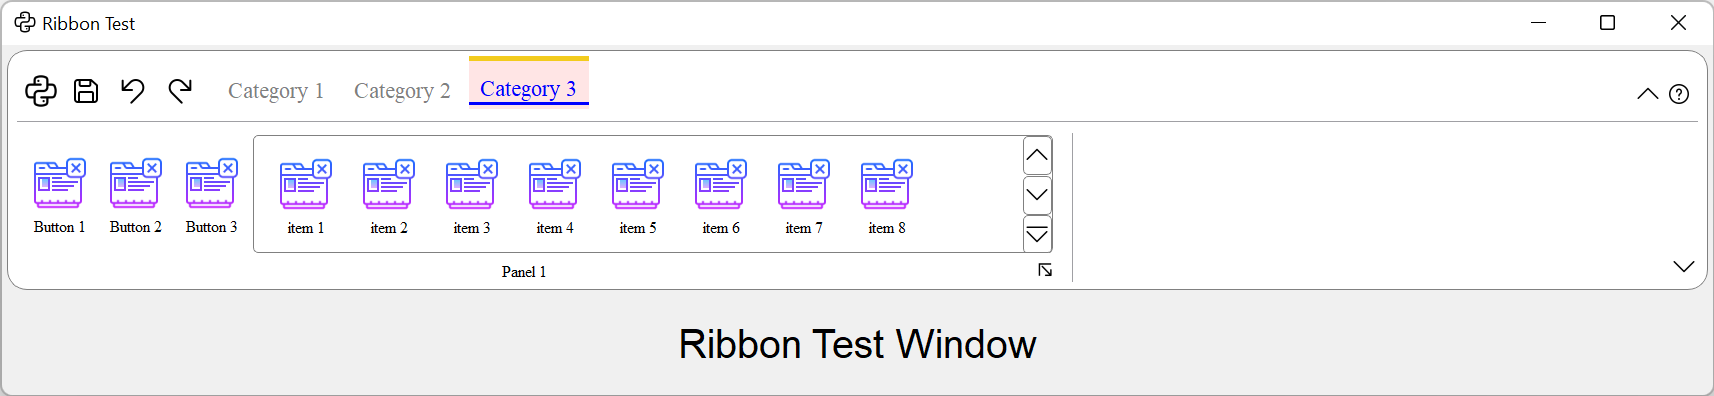 Ribbon Test
Category 1 Category 2 Category 3
Button 1 Button 2 Button 3 item 1 item 2 item 3 item 4 item 5 item 6 item 7 item 8
Panel 1
Ribbon Test Window